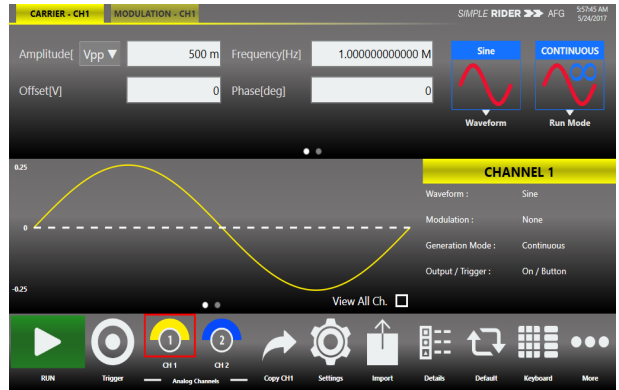 CARRIER - CH1 MODULATION - CH1 SIMPLE RIDER AFG 5:57:45 AM
5/24/2017
Amplitude[ Vpp ▼ 500 m Frequency[Hz] 1.000000000000 M Sine CONTINUOUS
Offset[V] 0 Phase[deg] 0
Waveform Run Mode
0.25 CHANNEL 1
Waveform : Sine
Modulation : None
0
Generation Mode : Continuous
Output / Trigger : On / Button
-0.25
View All Ch.
1 2
CH 1 CH 2
RUN Trigger Analog Channels Copy CH1 Settings Import Details Default Keyboard More